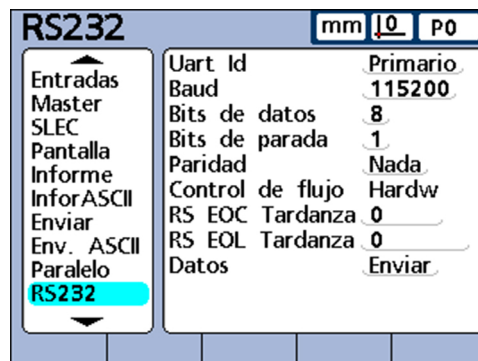 RS232 mm 0 P0
Entradas
Master
SLEC
Pantalla
Informe
InforASCII
Enviar
Env. ASCII
Paralelo
RS232
Uart Id Primario
Baud 115200
Bits de datos 8
Bits de parada 1
Paridad Nada
Control de flujo Hardw
RS EOC Tardanza 0
RS EOL Tardanza 0
Datos Enviar